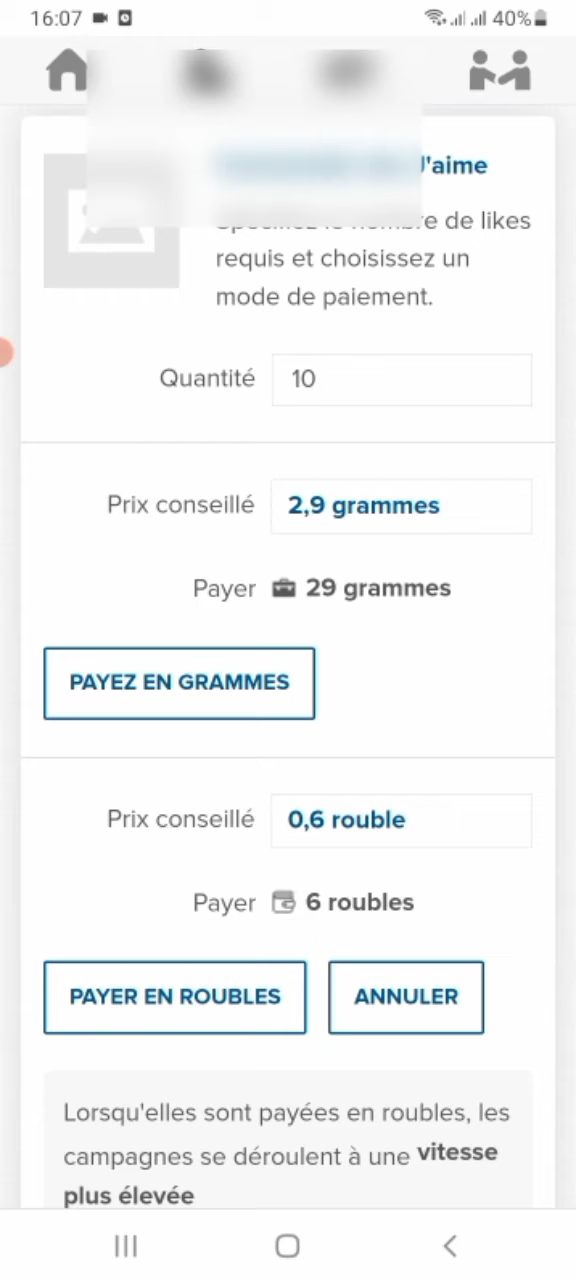 16:07
40%
J'aime
de likes
requis et choisissez un
mode de paiement.
Quantité 10
Prix conseillé 2,9 grammes
Payer 29 grammes
PAYEZ EN GRAMMES
Prix conseillé 0,6 rouble
Payer 6 roubles
PAYER EN ROUBLES ANNULER
Lorsqu'elles sont payées en roubles, les
campagnes se déroulent à une vitesse
plus élevée